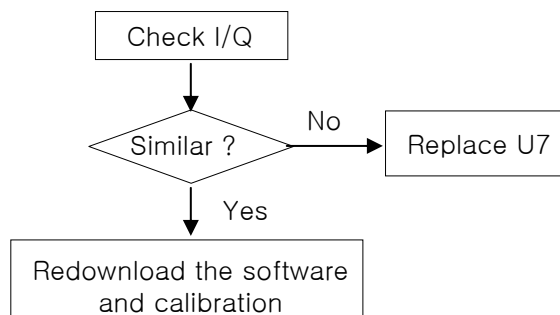 Check I/Q
Similar ?
No
Replace U7
Yes
Redownload the software
and calibration